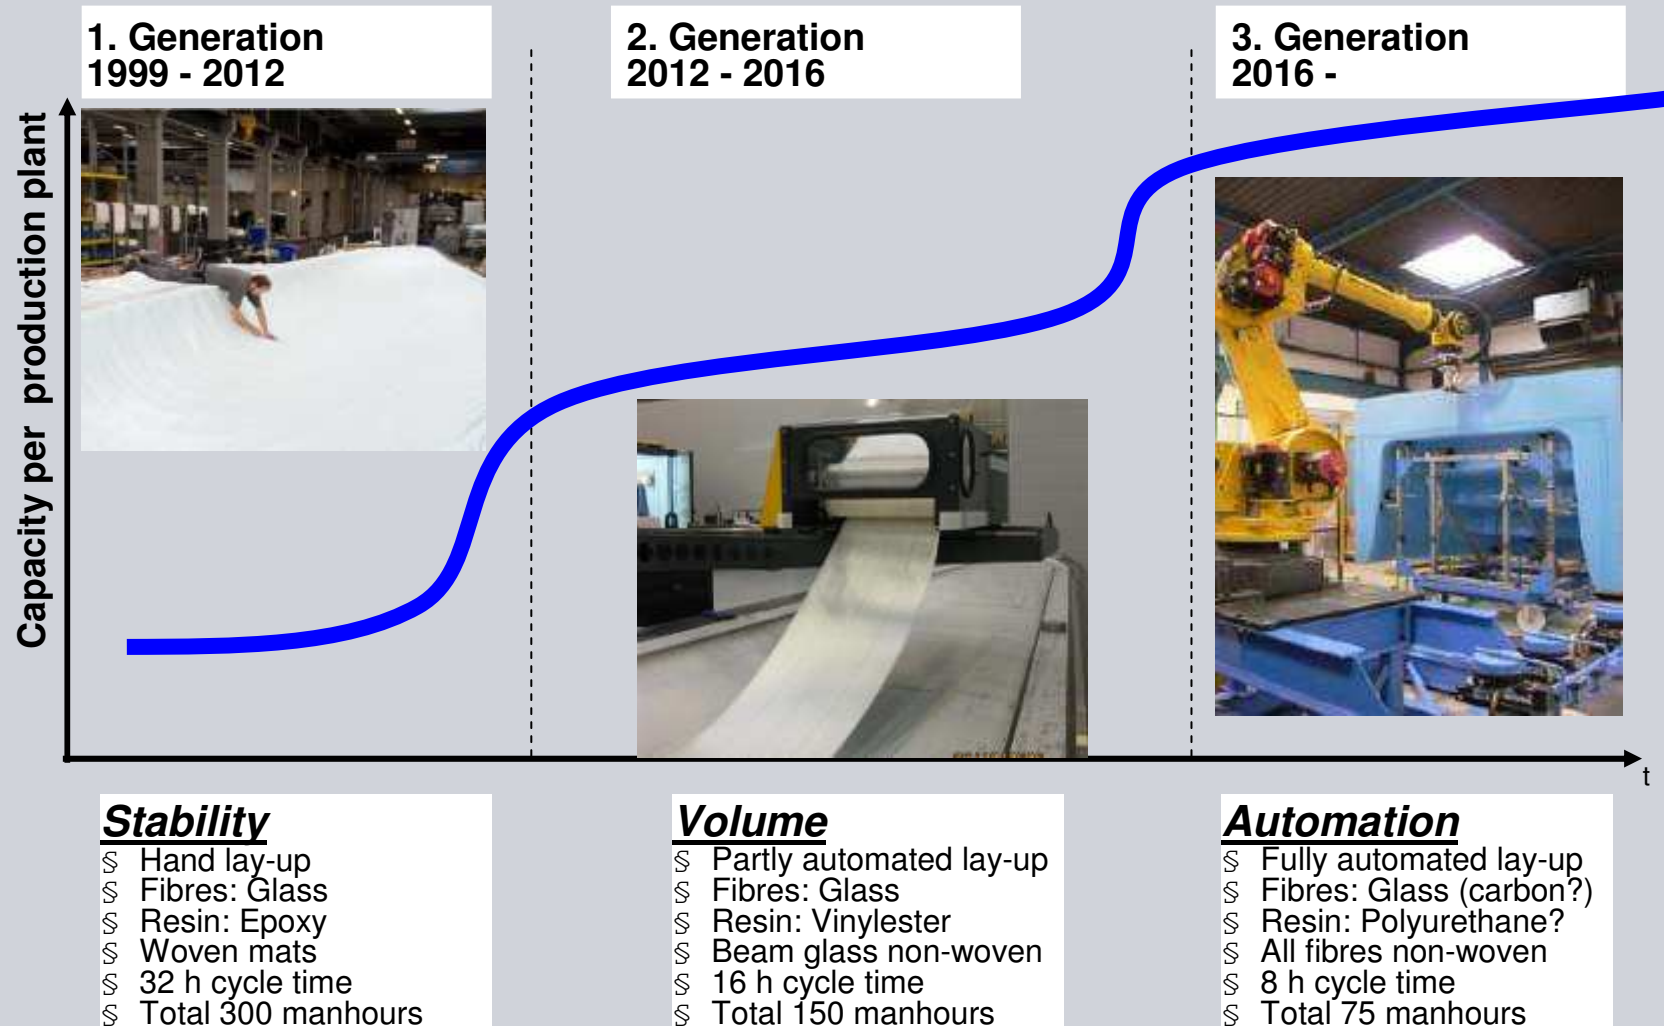 1. Generation
1999 - 2012
2. Generation
2012 - 2016
3. Generation
2016 -
Capacity per production plant
t
Stability
§ Hand lay-up
§ Fibres: Glass
§ Resin: Epoxy
§ Woven mats
§ 32 h cycle time
§ Total 300 manhours
Volume
§ Partly automated lay-up
§ Fibres: Glass
§ Resin: Vinylester
§ Beam glass non-woven
§ 16 h cycle time
§ Total 150 manhours
Automation
§ Fully automated lay-up
§ Fibres: Glass (carbon?)
§ Resin: Polyurethane?
§ All fibres non-woven
§ 8 h cycle time
§ Total 75 manhours